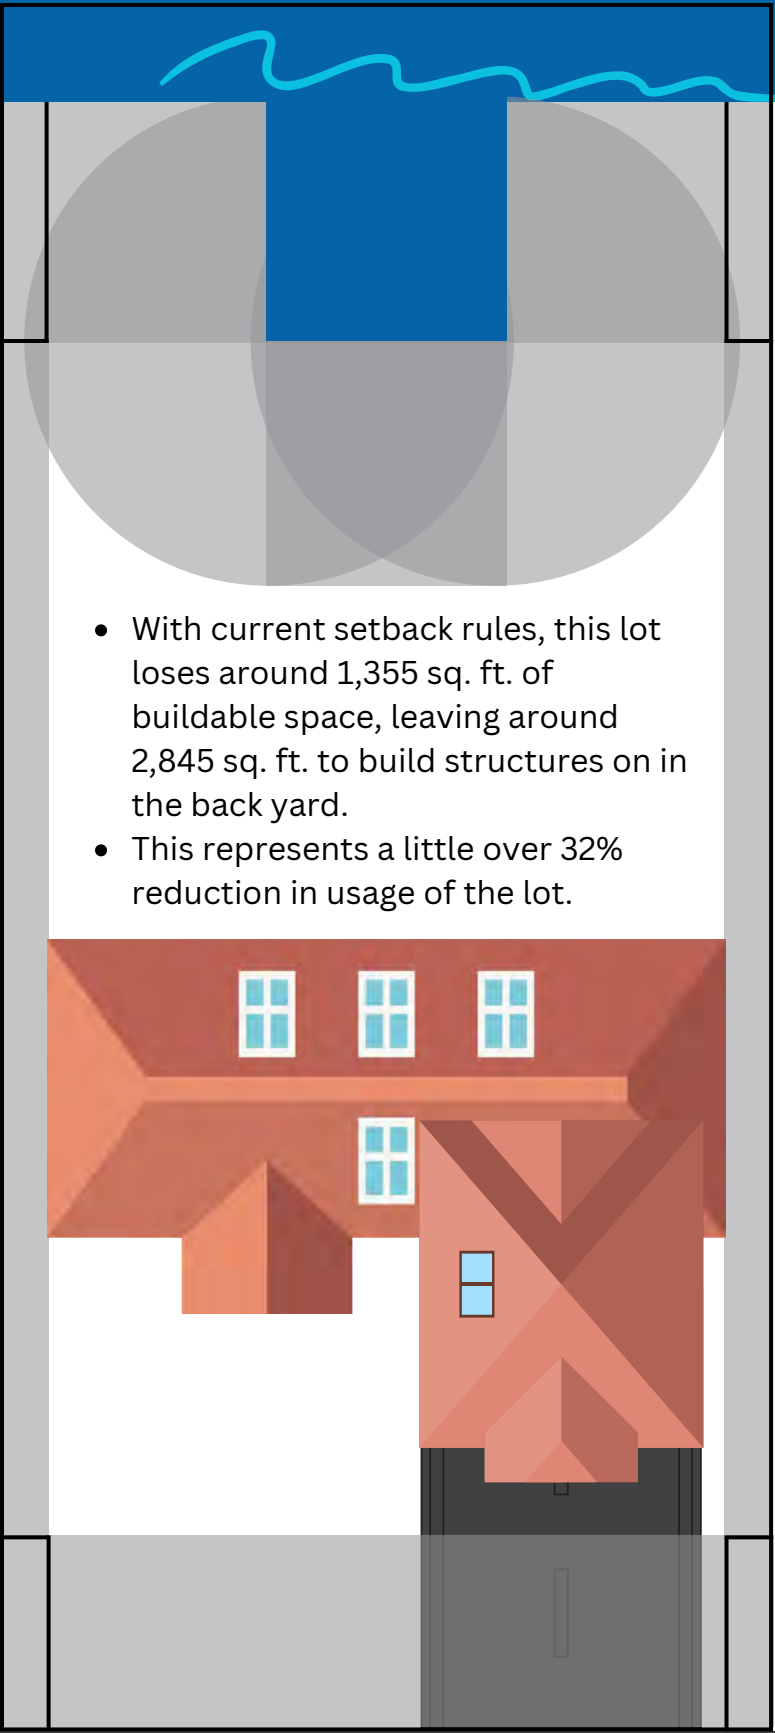 • With current setback rules, this lot
loses around 1,355 sq. ft. of
buildable space, leaving around
2,845 sq. ft. to build structures on in
the back yard.
• This represents a little over 32%
reduction in usage of the lot.